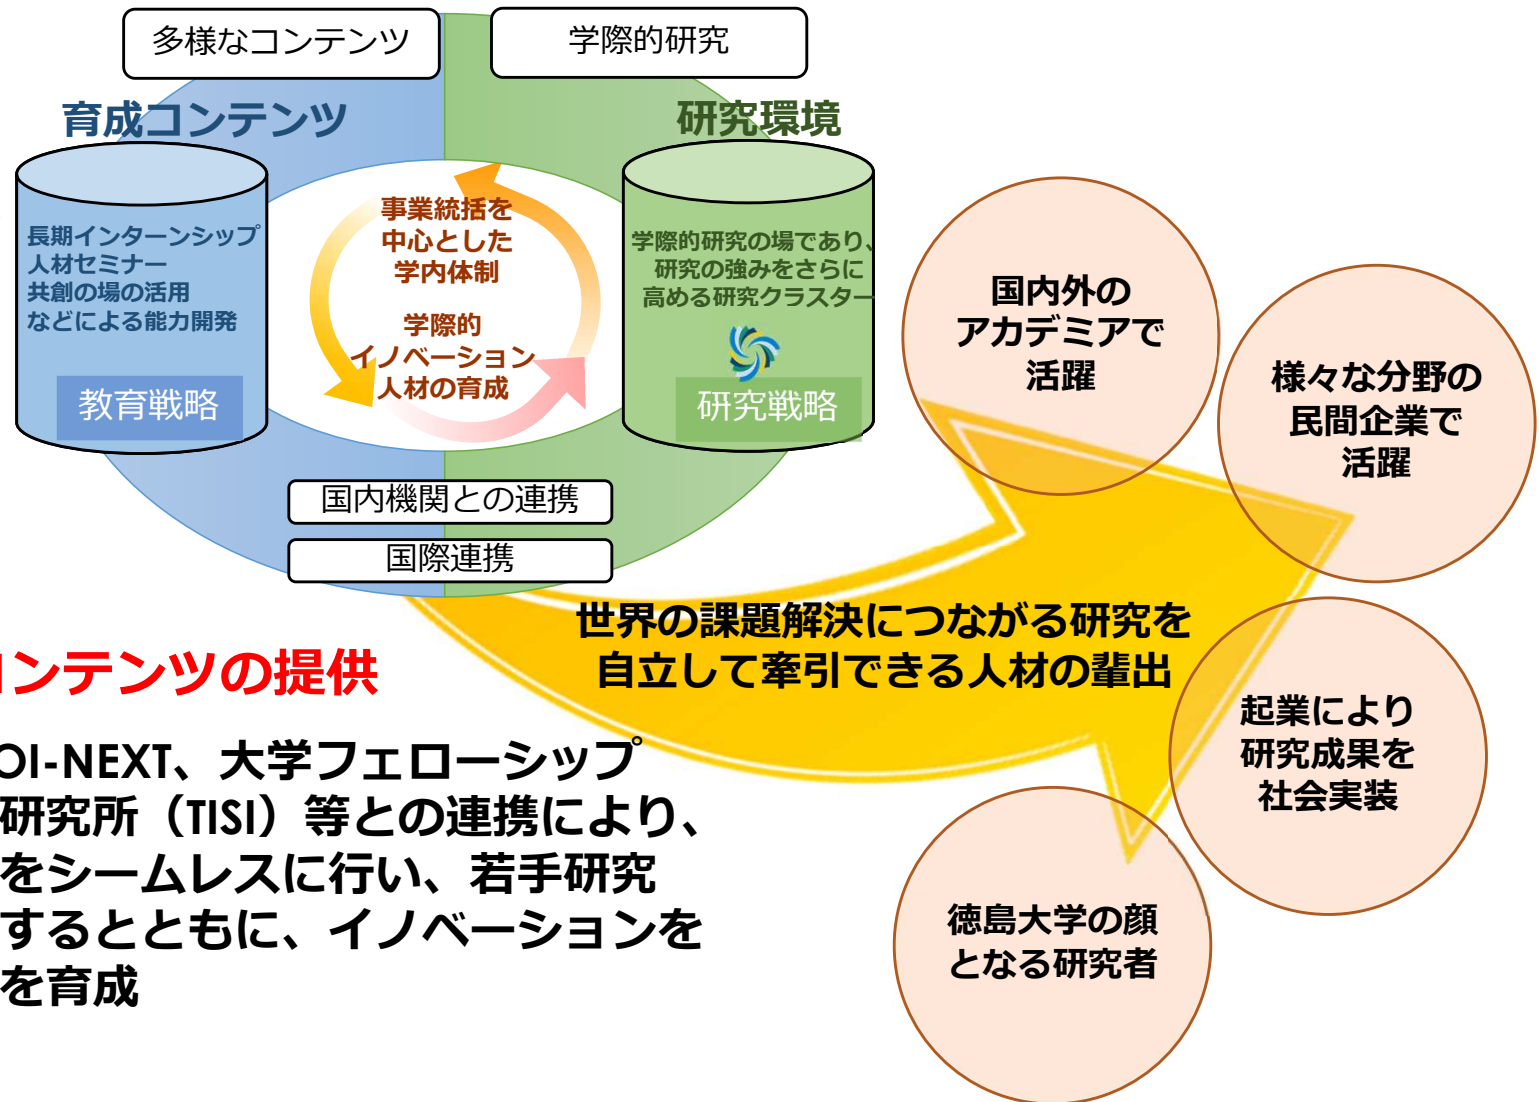 多様なコンテンツ
学際的研究
育成コンテンツ
研究環境
長期インターンシップ
人材セミナー
共創の場の活用
などによる能力開発
教育戦略
事業統括を
中心とした
学内体制
学際的
イノベーション
人材の育成
学際的研究の場であり、
研究の強みをさらに
高める研究クラスター
研究戦略
国内機関との連携
国際連携
国内外の
アカデミアで
活躍
様々な分野の
民間企業で
活躍
世界の課題解決につながる研究を
自立して牽引できる人材の輩出
起業により
研究成果を
社会実装
徳島大学の顔
となる研究者
コンテンツの提供
OI-NEXT、大学フェローシップ
研究所（TISI）等との連携により、
をシームレスに行い、若手研究
するとともに、イノベーションを
を育成